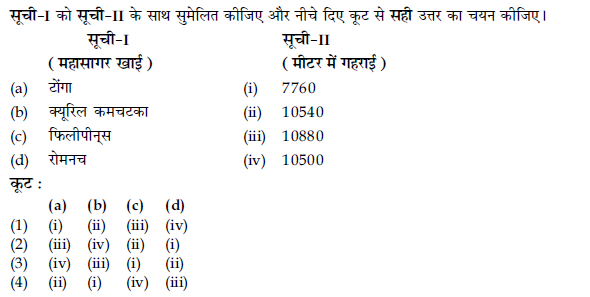 सूची-I को सूची-II के साथ सुमेलित कीजिए और नीचे दिए कूट से सही उत्तर का चयन कीजिए।
सूची-I सूची-II
( महासागर खाई ) ( मीटर में गहराई )
(a) टोंगा (i) 7760
(b) क्यूरिल कमचटका (ii) 10540
(c) फिलीपीन्स (iii) 10880
(d) रोमनच (iv) 10500
कूट :
(a) (b) (c) (d)
(1) (i) (ii) (iii) (iv)
(2) (iii) (iv) (ii) (i)
(3) (iv) (iii) (i) (ii)
(4) (ii) (i) (iv) (iii)